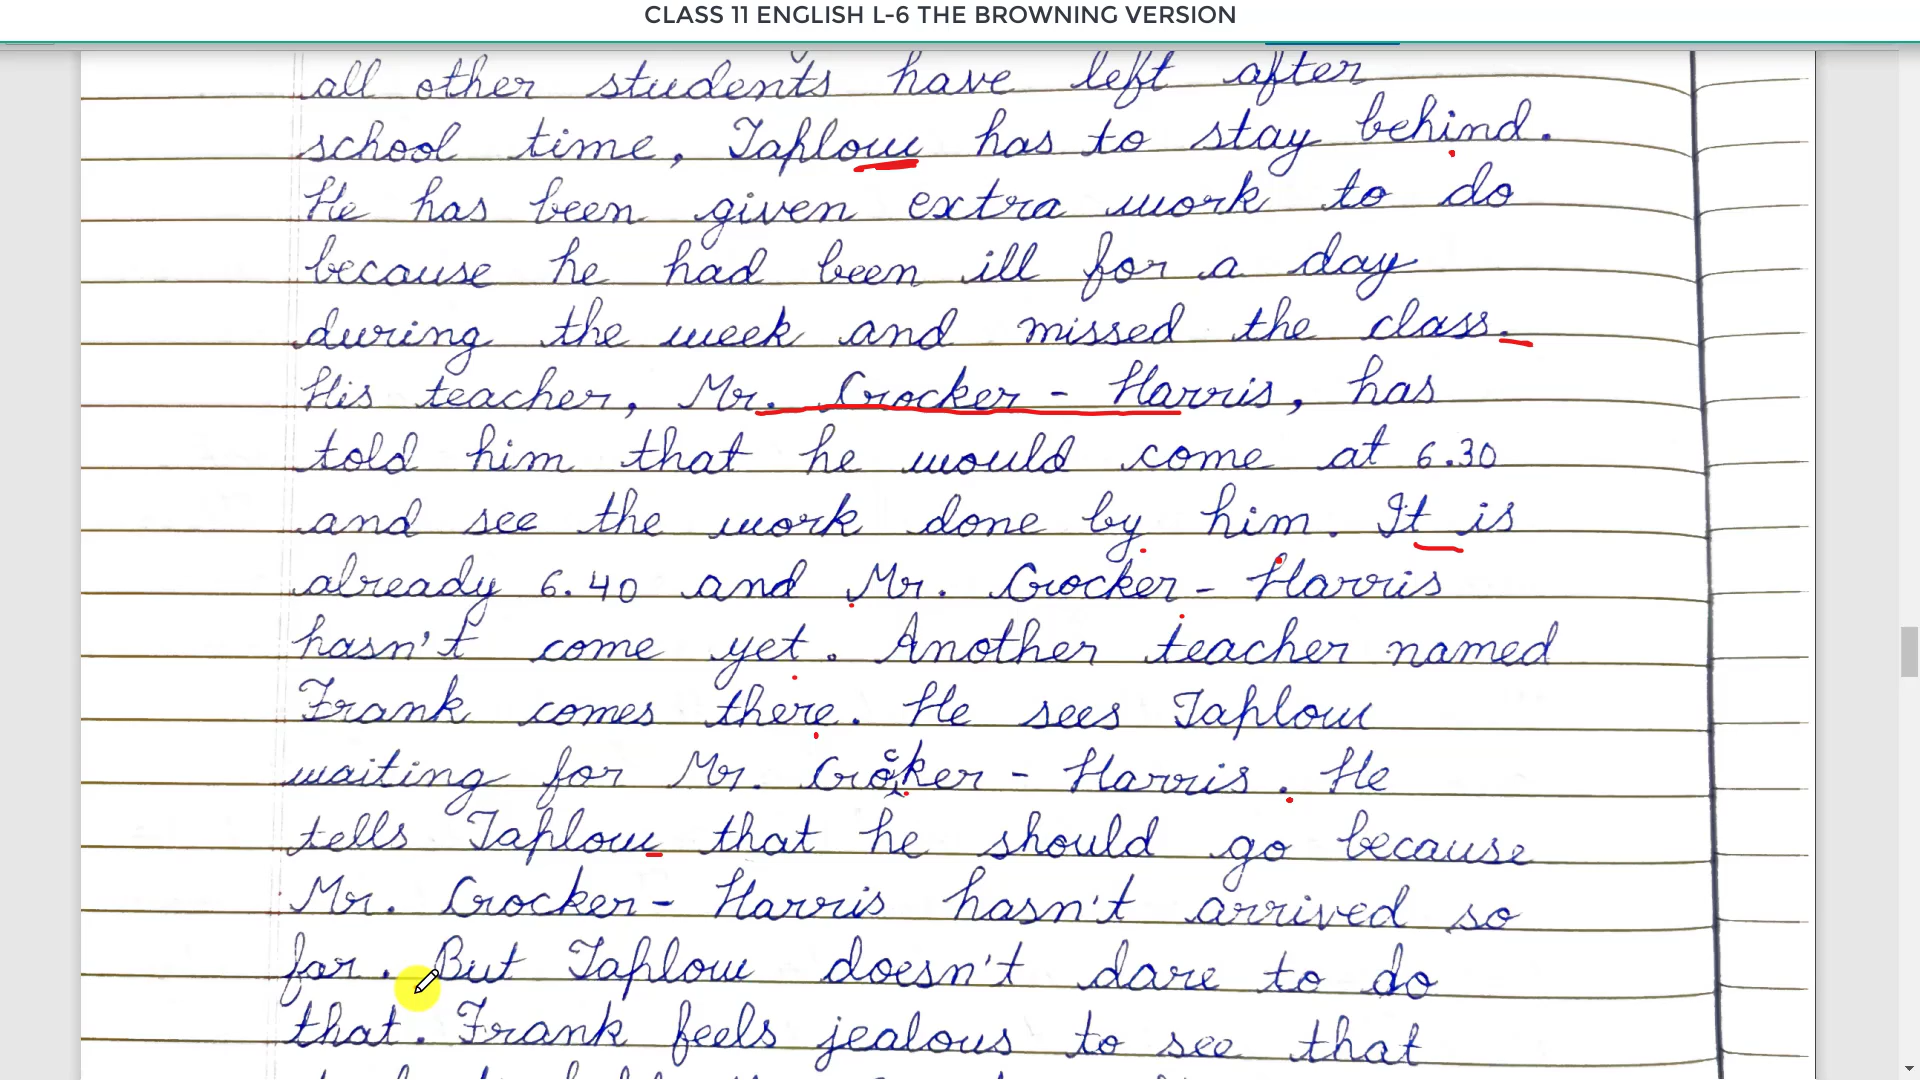 CLASS 11 ENGLISH L-6 THE BROWNING VERSION
all other students have left after
school time, Taplow has to stay behind.
He has been given extra work to do
because he had been ill for a day
during the week and missed the class.
His teacher, Mr. Crocker - Harris, has
told him that he would come at 6.30
and see the work done by him. It is
already 6.40 and Mr. Crocker - Harris
hasn't come yet. Another teacher named
Frank comes there. He sees Taplow
waiting for Mr. Crocker - Harris. He
tells Taplow that he should go because
Mr. Crocker - Harris hasn't arrived so
far. But Taplow doesn't dare to do
that. Frank feels jealous to see that